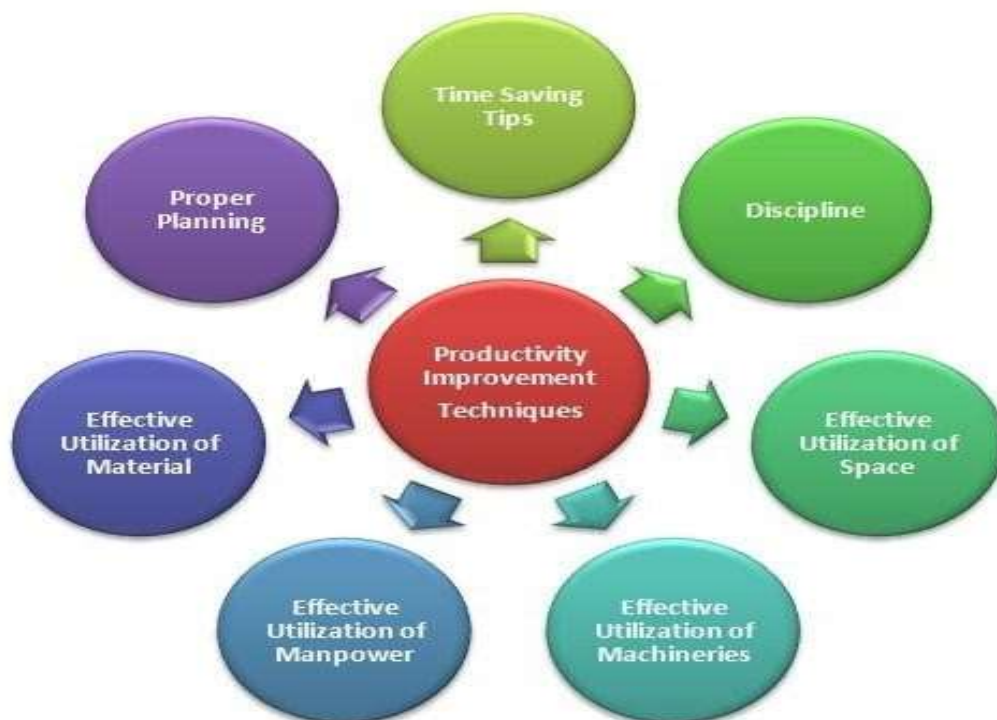 Time Saving
Tips
Discipline
Effective
Utilization of
Space
Effective
Utilization of
Machineries
Effective
Utilization of
Manpower
Effective
Utilization of
Material
Proper
Planning
Productivity
Improvement
Techniques